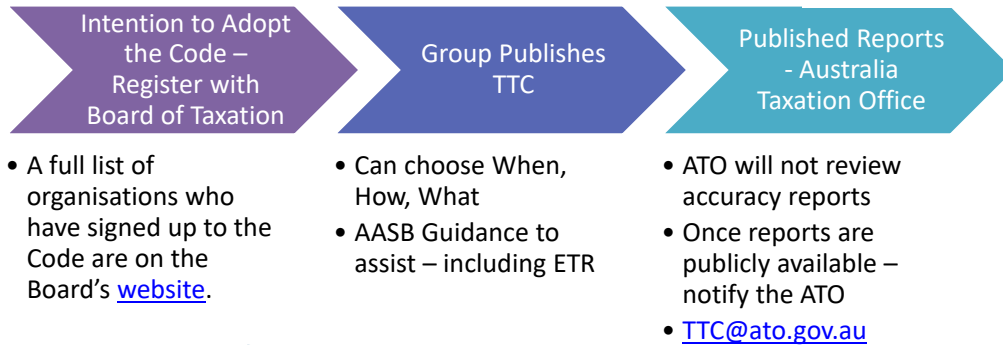 Intention to Adopt
the Code –
Register with
Board of Taxation
• A full list of
organisations who
have signed up to the
Code are on the
Board's website.
Group Publishes
TTC
• Can choose When,
How, What
• AASB Guidance to
assist – including ETR
Published Reports
- Australia
Taxation Office
• ATO will not review
accuracy reports
• Once reports are
publicly available –
notify the ATO
• TTC@ato.gov.au